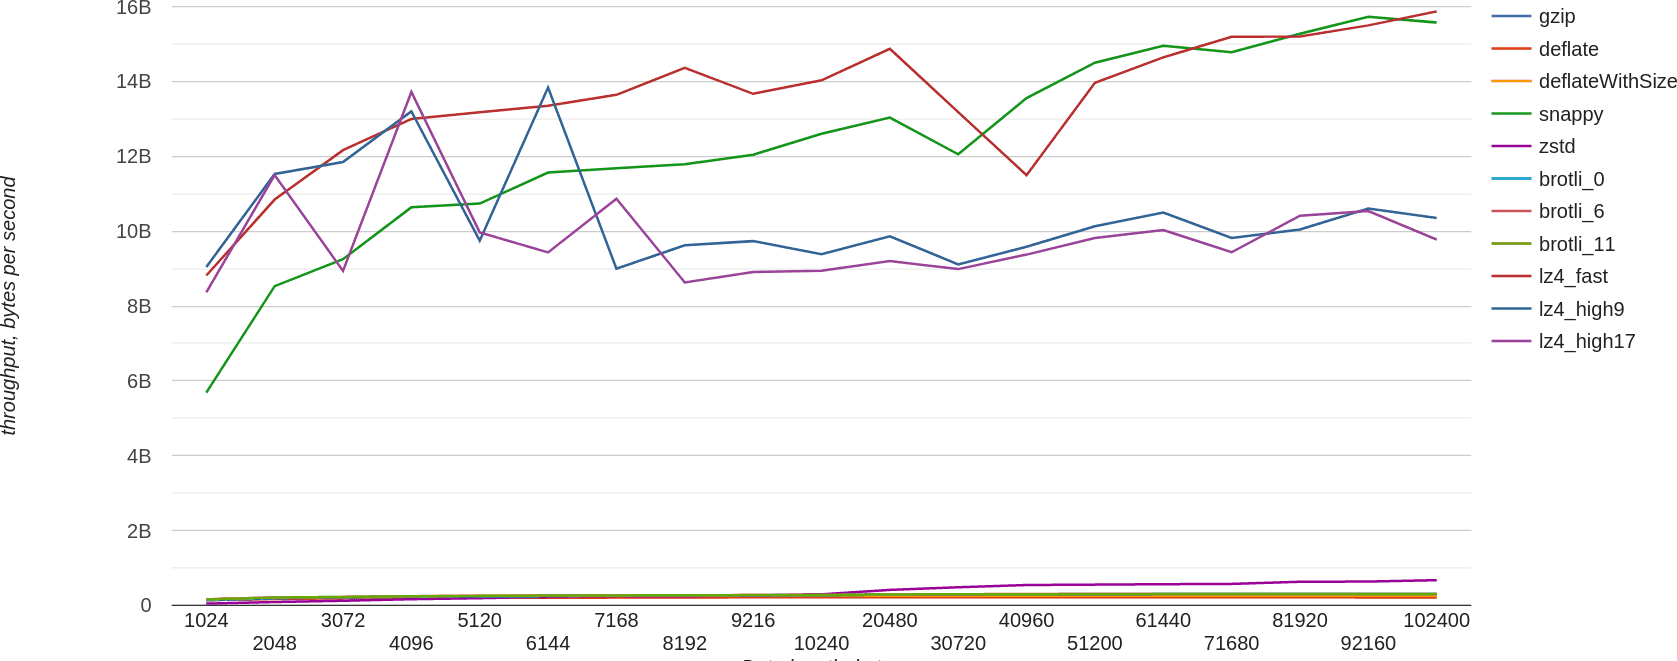 16B
14B
12B
10B
8B
6B
4B
2B
0
throughput, bytes per second
1024 3072 5120 7168 9216 20480 40960 61440 81920 102400
2048 4096 6144 8192 10240 30720 51200 71680 92160
gzip
deflate
deflateWithSize
snappy
zstd
brotli_0
brotli_6
brotli_11
lz4_fast
lz4_high9
lz4_high17